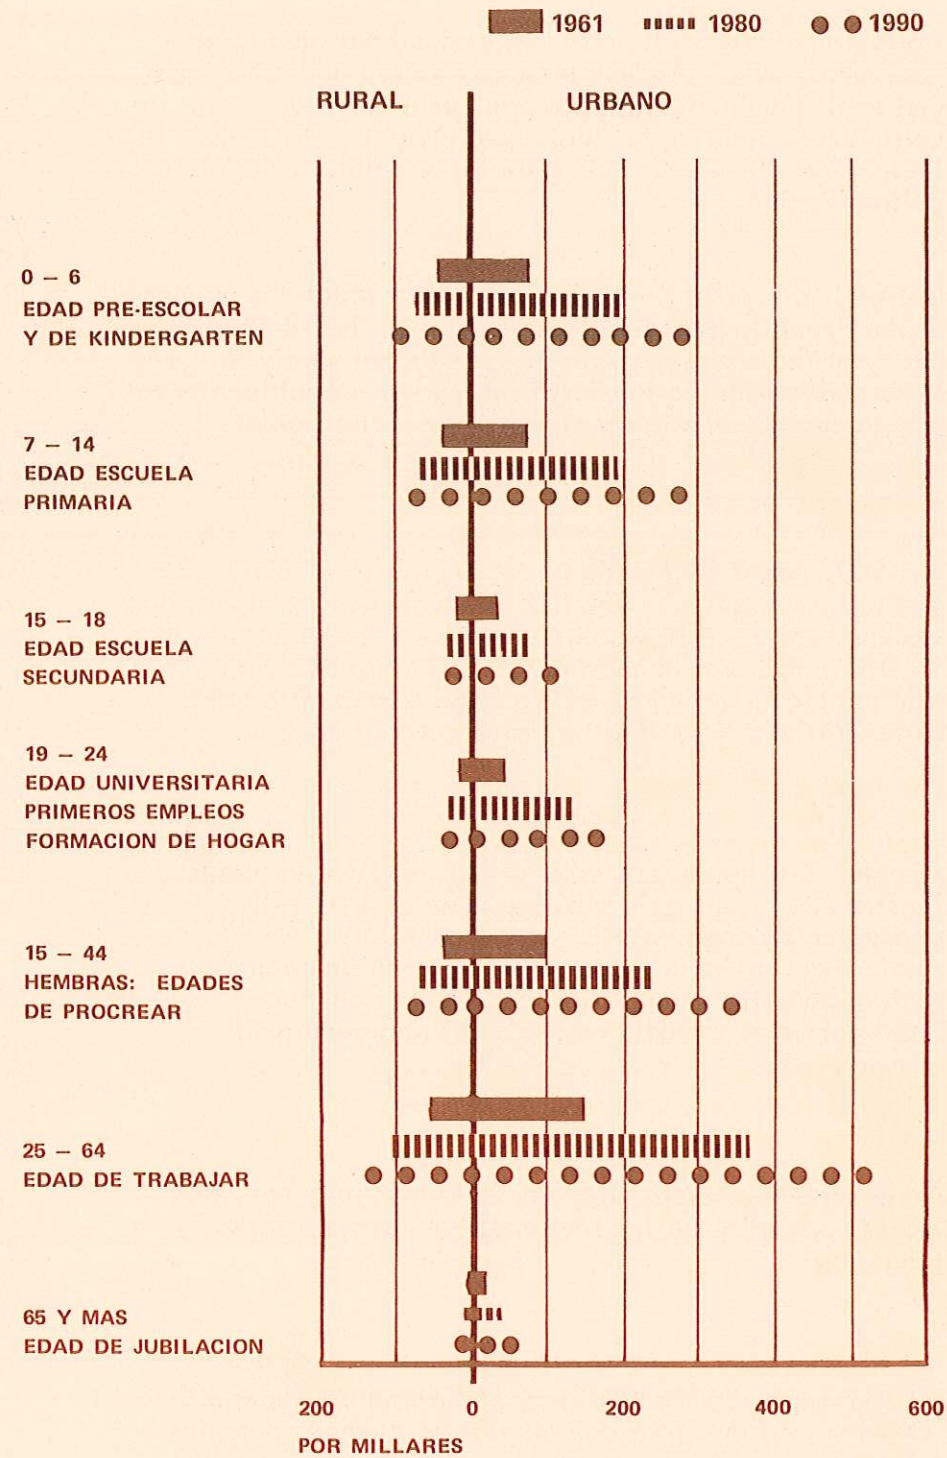 1961 1980 1990
RURAL URBANO
0 — 6
EDAD PRE-ESCOLAR
Y DE KINDERGARTEN
7 — 14
EDAD ESCUELA
PRIMARIA
15 — 18
EDAD ESCUELA
SECUNDARIA
19 — 24
EDAD UNIVERSITARIA
PRIMEROS EMPLEOS
FORMACION DE HOGAR
15 — 44
HEMBRAS: EDADES
DE PROCREAR
25 — 64
EDAD DE TRABAJAR
65 Y MAS
EDAD DE JUBILACION
200 0 200 400 600
POR MILLARES